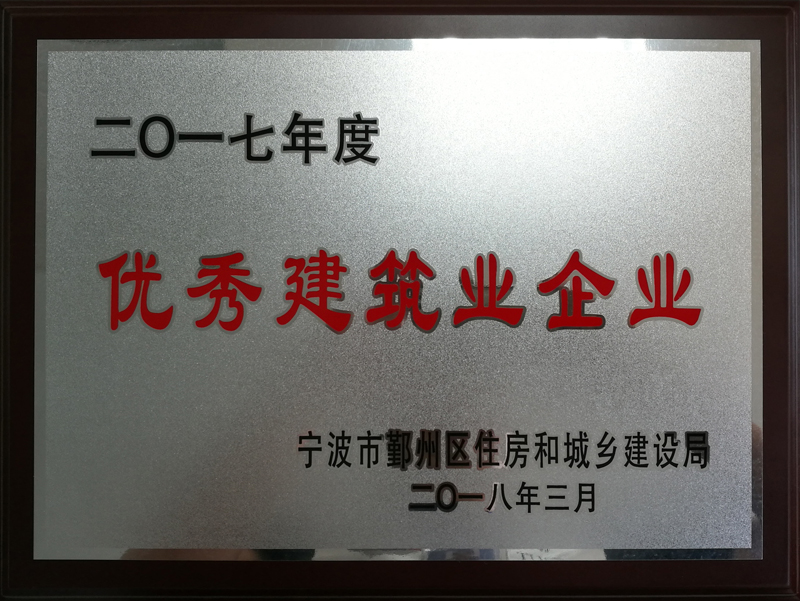 二〇一七年度
优秀建筑业企业
宁波市鄞州区住房和城乡建设局
二〇一八年三月